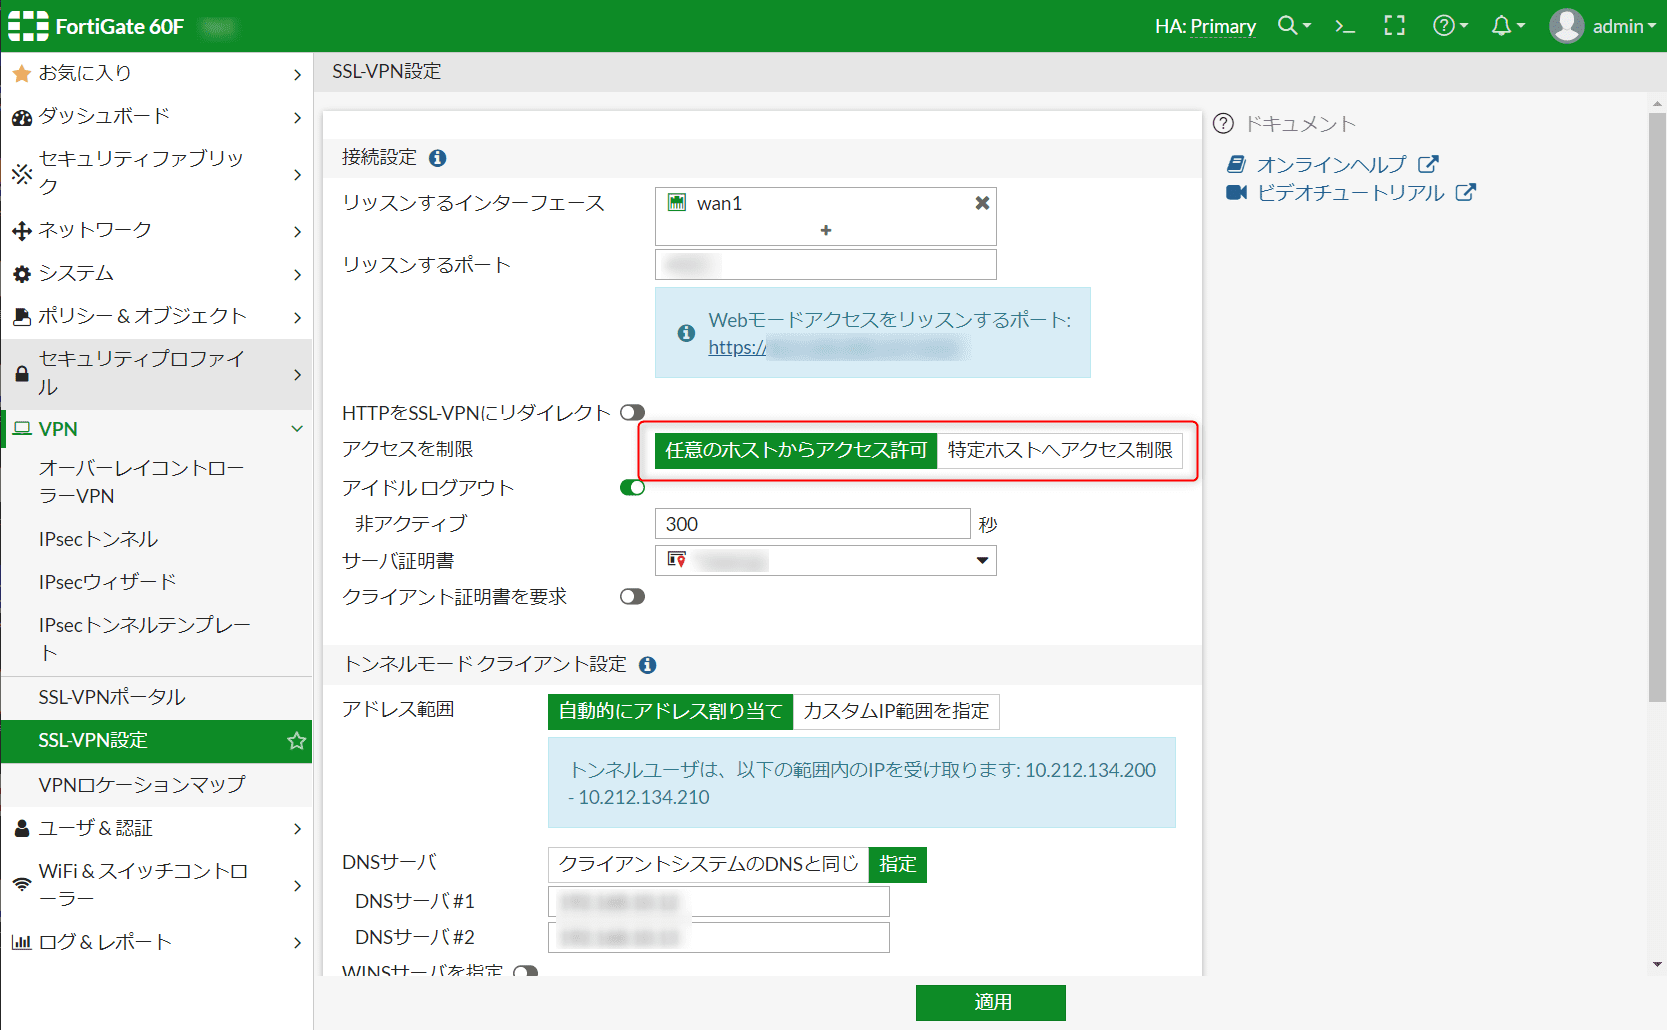 FortiGate 60F
HA: Primary
admin
お気に入り
ダッシュボード
セキュリティファブリッ
ク
ネットワーク
システム
ポリシー & オブジェクト
セキュリティプロファイ
ル
VPN
オーバーレイコントロー
ラーVPN
IPsecトンネル
IPsecウィザード
IPsecトンネルテンプレー
ト
SSL-VPNポータル
SSL-VPN設定
VPNロケーションマップ
ユーザ & 認証
WiFi & スイッチコントロ
ーラー
ログ & レポート
SSL-VPN設定
接続設定
リッスンするインターフェース
wan1
リッスンするポート
Webモードアクセスをリッスンするポート:
https://
HTTPをSSL-VPNにリダイレクト
アクセスを制限
任意のホストからアクセス許可 特定ホストへアクセス制限
アイドル ログアウト
非アクティブ
300 秒
サーバ証明書
クライアント証明書を要求
トンネルモード クライアント設定
アドレス範囲
自動的にアドレス割り当て カスタムIP範囲を指定
トンネルユーザは、以下の範囲内のIPを受け取ります: 10.212.134.200
- 10.212.134.210
DNSサーバ
クライアントシステムのDNSと同じ 指定
DNSサーバ #1
DNSサーバ #2
WINSサーバを指定
適用
ドキュメント
オンラインヘルプ
ビデオチュートリアル